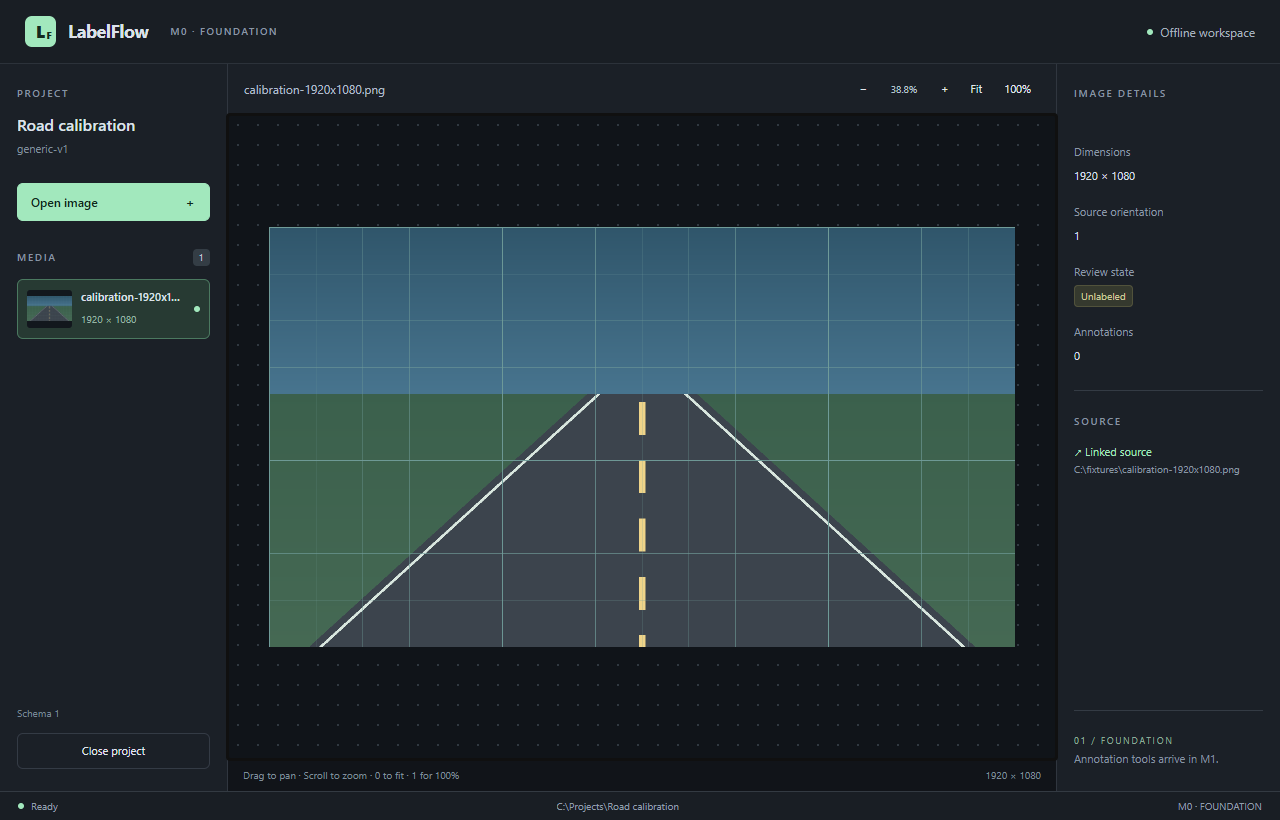 LF LabelFlow M0 · FOUNDATION
Offline workspace
PROJECT
Road calibration
generic-v1
Open image +
MEDIA 1
calibration-1920x1...
1920 × 1080
Schema 1
Close project
calibration-1920x1080.png
− 38.8% + Fit 100%
Drag to pan · Scroll to zoom · 0 to fit · 1 for 100%
1920 × 1080
IMAGE DETAILS
Dimensions
1920 × 1080
Source orientation
1
Review state
Unlabeled
Annotations
0
SOURCE
↗ Linked source
C:\fixtures\calibration-1920x1080.png
01 / FOUNDATION
Annotation tools arrive in M1.
Ready
C:\Projects\Road calibration
M0 · FOUNDATION